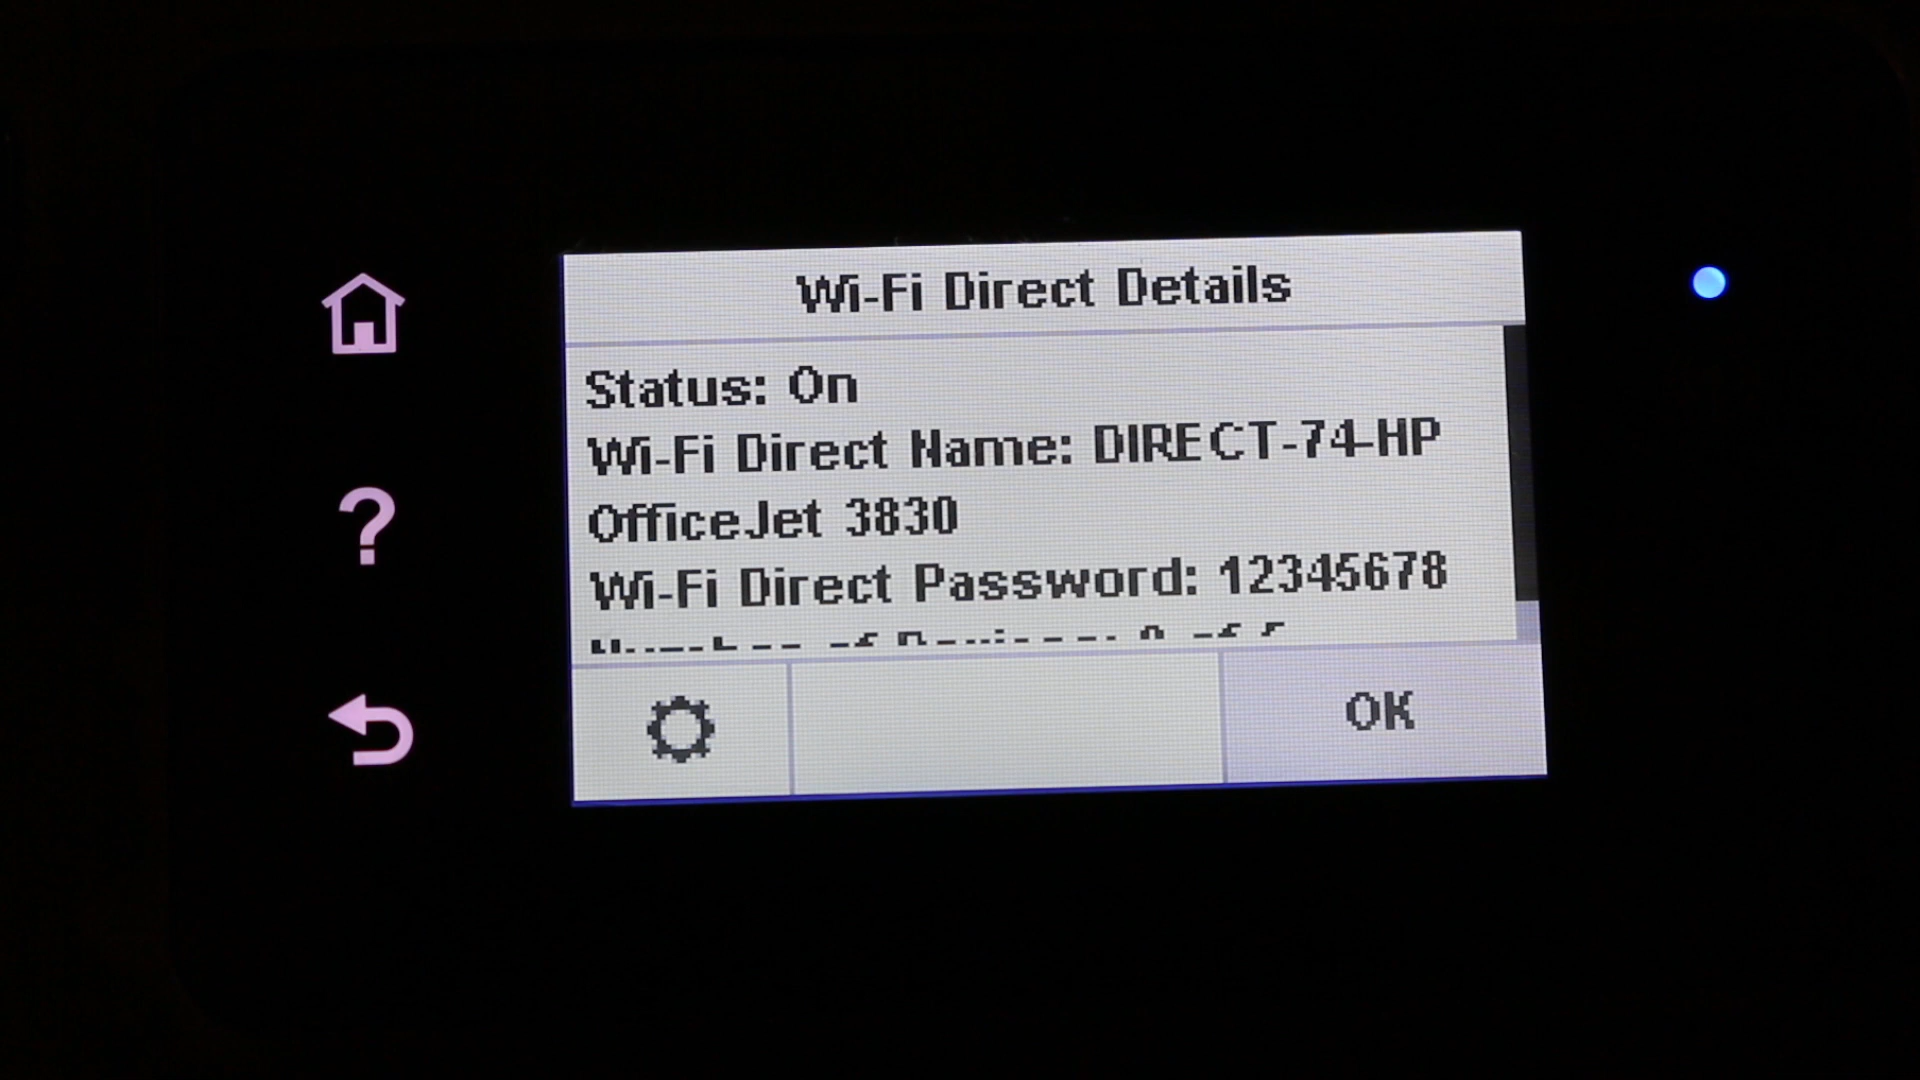 Wi-Fi Direct Details
Status: On
Wi-Fi Direct Name: DIRECT-74-HP
OfficeJet 3830
Wi-Fi Direct Password: 12345678
?
OK